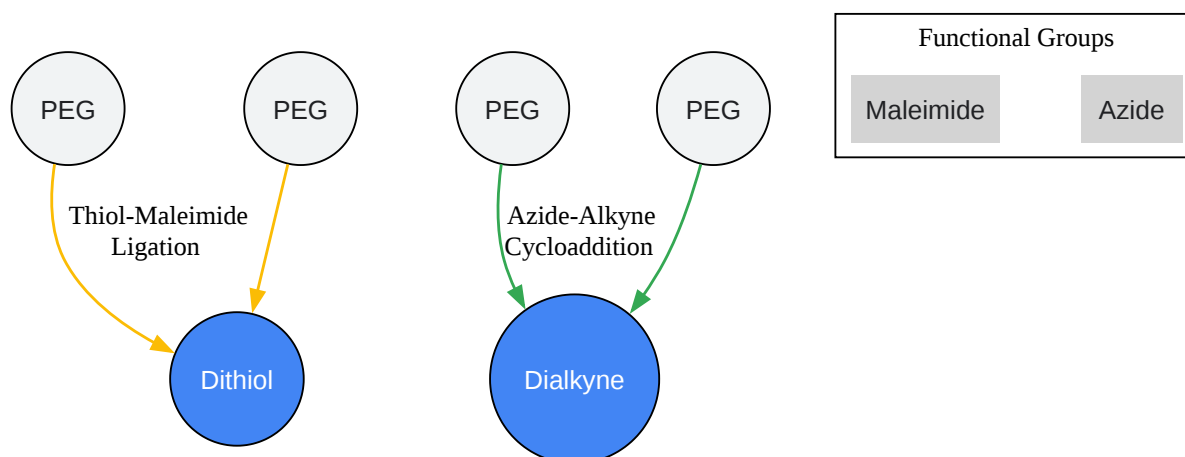 PEG
PEG
PEG
PEG
Functional Groups
Maleimide
Azide
Thiol-Maleimide
Ligation
Azide-Alkyne
Cycloaddition
Dithiol
Dialkyne